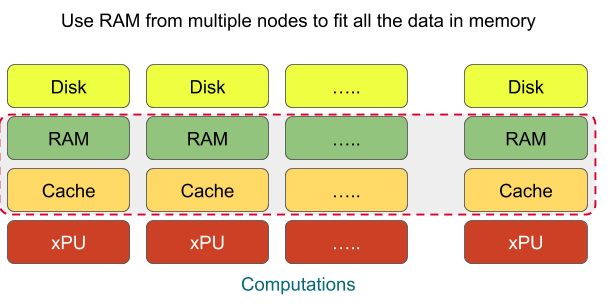 Use RAM from multiple nodes to fit all the data in memory
Disk Disk ..... Disk
RAM RAM ..... RAM
Cache Cache ..... Cache
xPU xPU ..... xPU
Computations